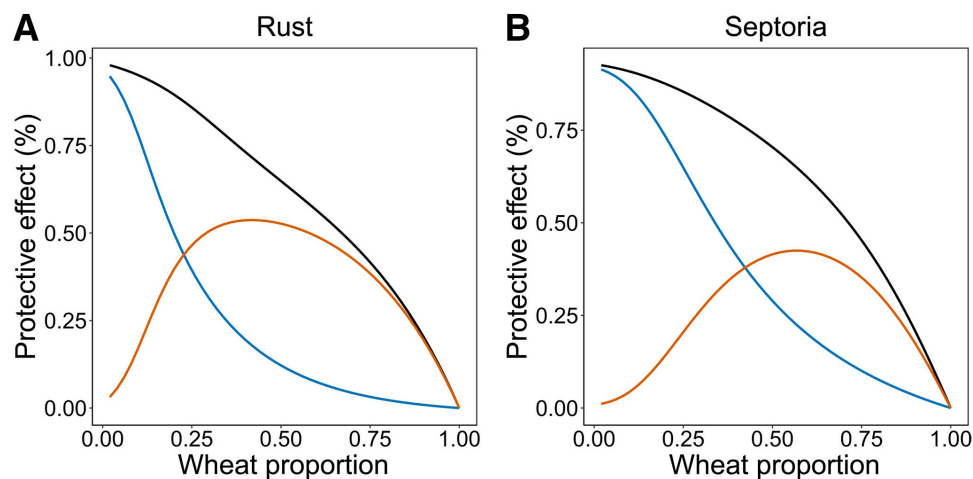 A
Rust
Protective effect (%)
1.00
0.75
0.50
0.25
0.00
0.00 0.25 0.50 0.75 1.00
Wheat proportion
B
Septoria
Protective effect (%)
0.75
0.50
0.25
0.00
0.00 0.25 0.50 0.75 1.00
Wheat proportion